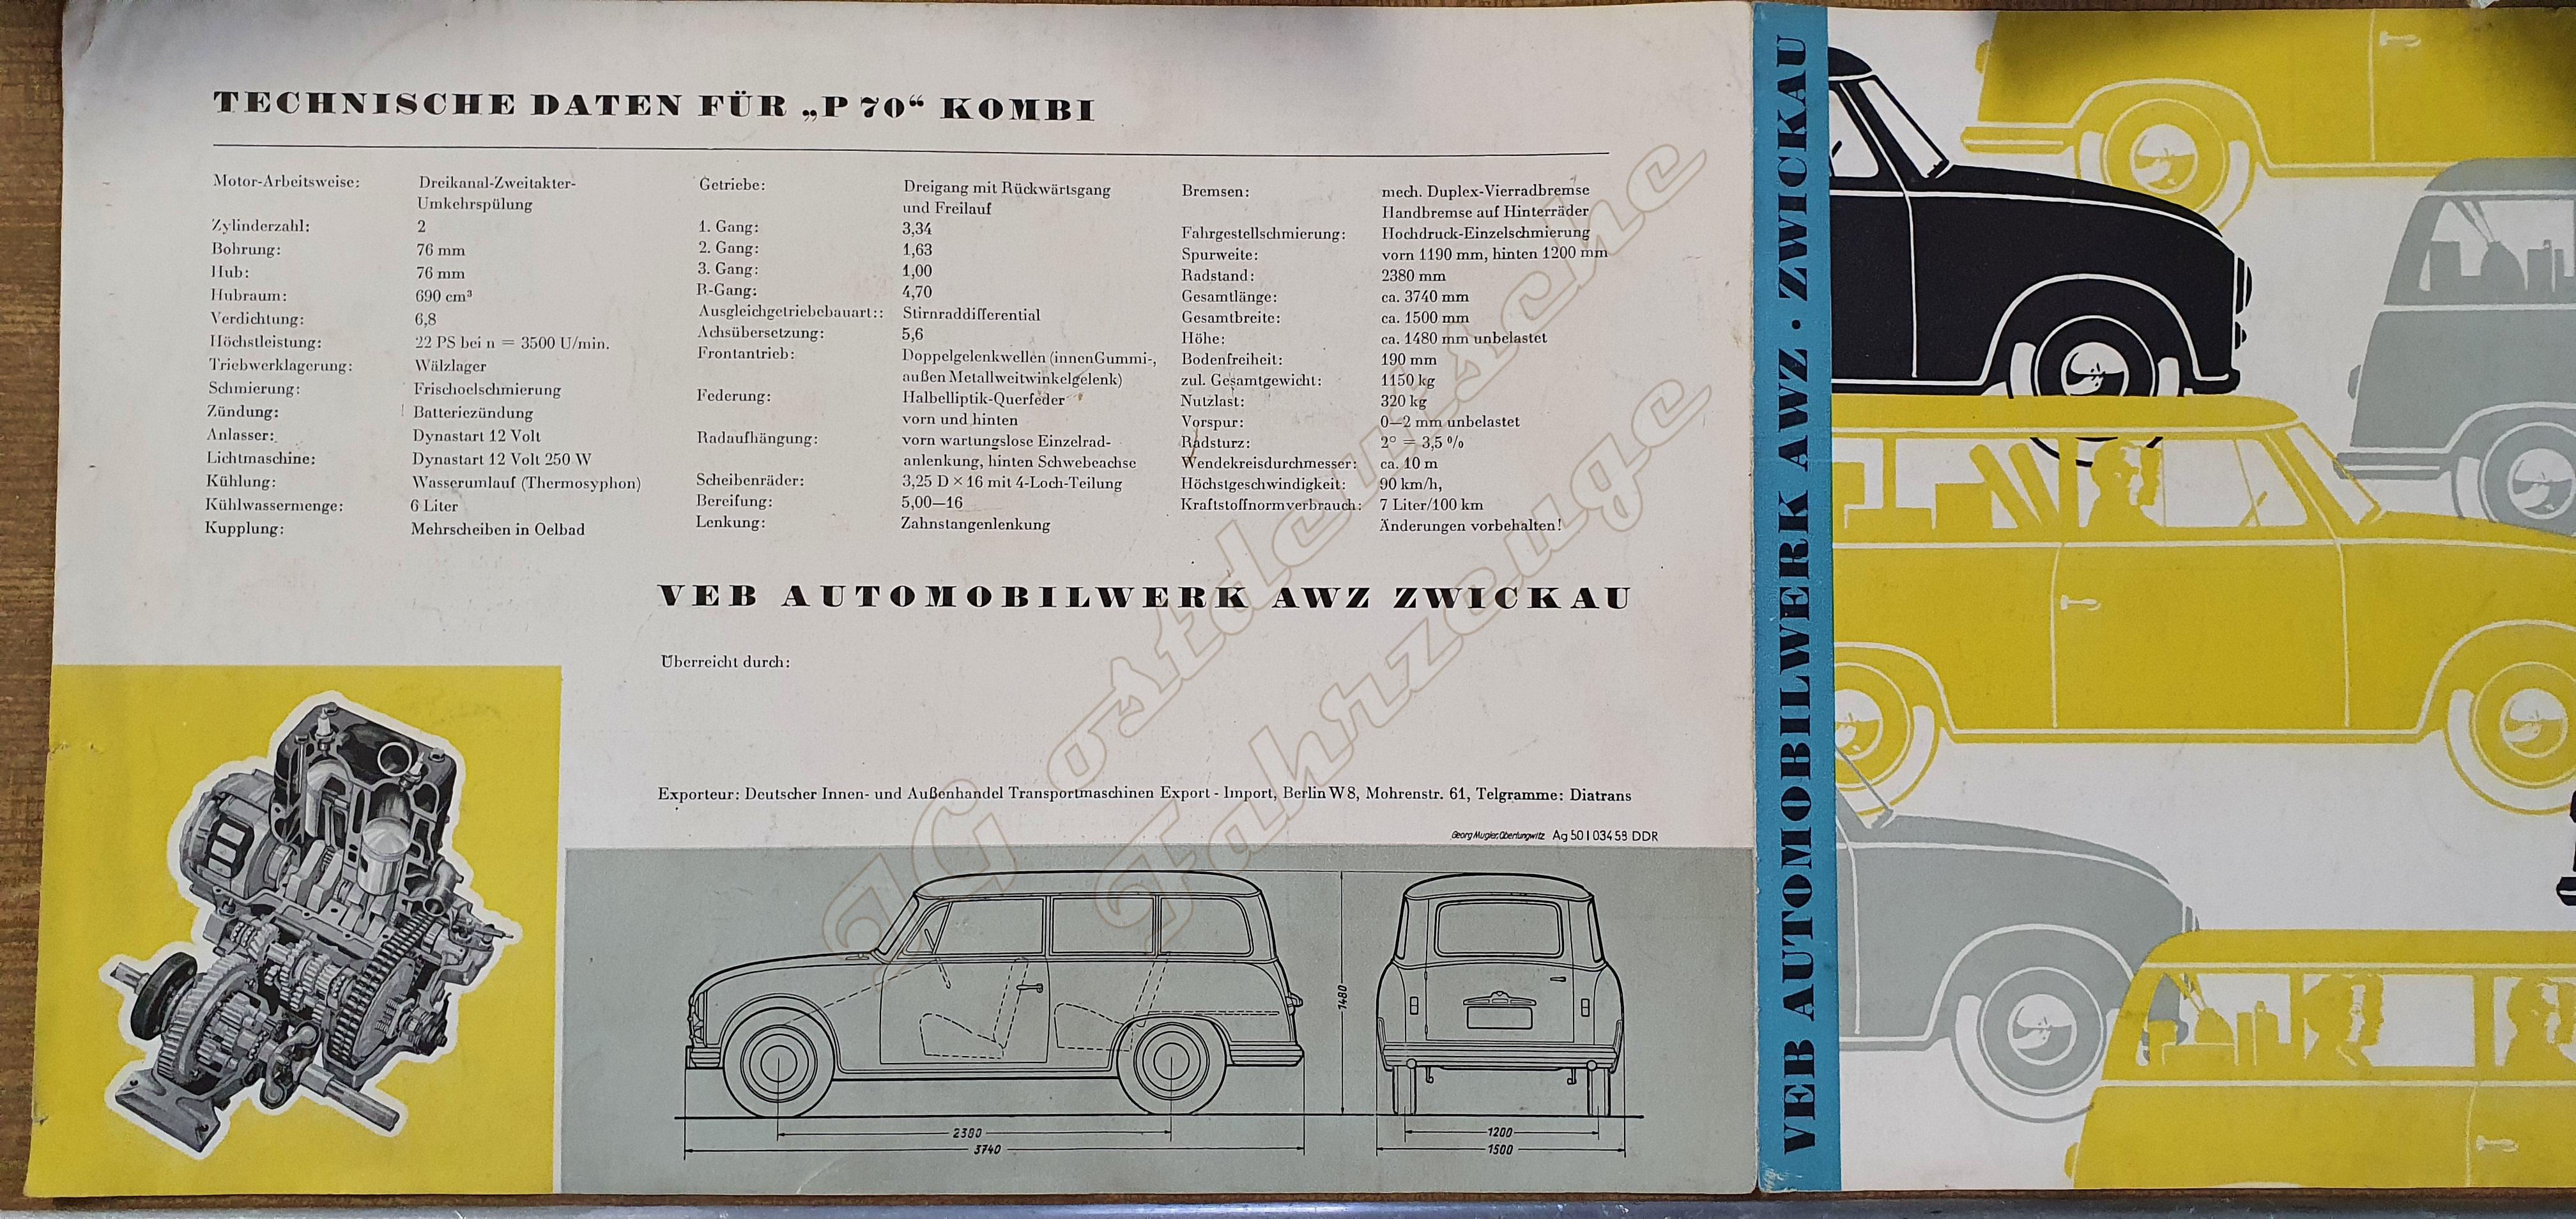 TECHNISCHE DATEN FÜR „P 70“ KOMBI
Motor-Arbeitsweise: Dreikanal-Zweitakter-
Umkehrspülung
Zylinderzahl: 2
Bohrung: 76 mm
Hub: 76 mm
Hubraum: 690 cm³
Verdichtung: 6,8
Höchstleistung: 22 PS bei n = 3500 U/min.
Triebwerklagerung: Wälzlager
Schmierung: Frischoelschmierung
Zündung: Batteriezündung
Anlasser: Dynastart 12 Volt
Lichtmaschine: Dynastart 12 Volt 250 W
Kühlung: Wasserumlauf (Thermosyphon)
Kühlwassermenge: 6 Liter
Kupplung: Mehrscheiben in Oelbad
Getriebe: Dreigang mit Rückwärtsgang
und Freilauf
1. Gang: 3,34
2. Gang: 1,63
3. Gang: 1,00
R-Gang: 4,70
Ausgleichgetriebebauart:: Stirnraddifferential
Achsübersetzung: 5,6
Frontantrieb: Doppelgelenkwellen (innen Gummi-,
außen Metallweitwinkelgelenk)
Federung: Halbelliptik-Querfeder
vorn und hinten
Radaufhängung: vorn wartungslose Einzelrad-
anlenkung, hinten Schwebeachse
Scheibenräder: 3,25 D × 16 mit 4-Loch-Teilung
Bereifung: 5,00—16
Lenkung: Zahnstangenlenkung
Bremsen: mech. Duplex-Vierradbremse
Handbremse auf Hinterräder
Fahrgestellschmierung: Hochdruck-Einzelschmierung
Spurweite: vorn 1190 mm, hinten 1200 mm
Radstand: 2380 mm
Gesamtlänge: ca. 3740 mm
Gesamtbreite: ca. 1500 mm
Höhe: ca. 1480 mm unbelastet
Bodenfreiheit: 190 mm
zul. Gesamtgewicht: 1150 kg
Nutzlast: 320 kg
Vorspur: 0—2 mm unbelastet
Radsturz: 2° = 3,5 %
Wendekreisdurchmesser: ca. 10 m
Höchstgeschwindigkeit: 90 km/h,
Kraftstoffnormverbrauch: 7 Liter/100 km
Änderungen vorbehalten!
VEB AUTOMOBILWERK AWZ ZWICKAU
Überreicht durch:
Exporteur: Deutscher Innen- und Außenhandel Transportmaschinen Export - Import, Berlin W 8, Mohrenstr. 61, Telgramme: Diatrans
Georg Mugler, Oberlungwitz Ag 501 03458 DDR
1480
2380
3740
1200
1500
IG ostdeutsche
Fahrzeuge
VEB AUTOMOBILWERK AWZ • ZWICKAU